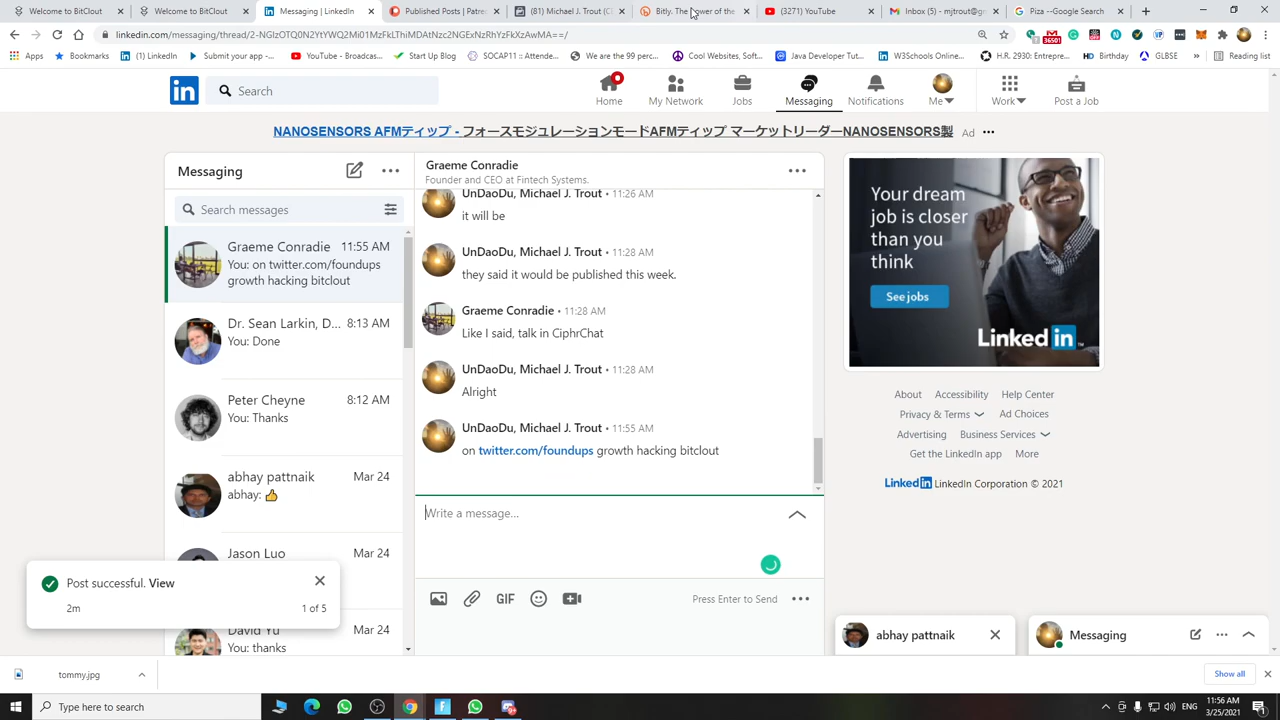 Welcome to BITCLOUT
Welcome to BITCLOUT
Messaging | LinkedIn
Published Posts | Patre
(81) Michael J. Trout (
Bitly. The
wer of the
(3271) YouTube
Inbox (5) - mjtrout@g
Piza --Google Search
linkedin.com/messaging/thread/
Apps
Bookmarks
(1) LinkedIn
Submit your app -...
YouTube →podcas...
Start Up Blog
SOCAP11 :: Attende...
We are the 99 perc...
Cool Websites, Soft...
Java Developer Tut...
W3Schools Online...
H.R. 2930: Entrepre...
Birthday
GLBSE
»
Reading list
36501
in
Search
Home
My Network
Jobs
Messaging
Notifications
Me
Work
Post a Job
NANOSENSORS AFMティップ - フォースモジュレーションモードAFMティップ マーケットリーダーNANOSENSORS製
Ad
Messaging
Search messages
Graeme Conradie 11:55 AM
You: on twitter.com/foundups
growth hacking bitclout
Dr. Sean Larkin, D... 8:13 AM
You: Done
Peter Cheyne 8:12 AM
You: Thanks
abhay pattnaik Mar 24
abhay: 👍
Jason Luo Mar 24
David Yu Mar 24
You: thanks
Graeme Conradie
Founder and CEO at Fintech Systems.
UnDaoDu, Michael J. Trout • 11:26 AM
it will be
UnDaoDu, Michael J. Trout • 11:28 AM
they said it would be published this week.
Graeme Conradie • 11:28 AM
Like I said, talk in CiphrChat
UnDaoDu, Michael J. Trout • 11:28 AM
Alright
UnDaoDu, Michael J. Trout • 11:55 AM
on twitter.com/foundups growth hacking bitclout
Write a message...
GIF
Press Enter to Send
Your dream
job is closer
than you
think
See jobs
Linked in
About Accessibility Help Center
Privacy & Terms Ad Choices
Advertising Business Services
Get the LinkedIn app More
Linked in LinkedIn Corporation © 2021
Post successful. View
2m
1 of 5
abhay pattnaik
Messaging
tommy.jpg
Show all
Type here to search
ENG
11:56 AM
3/25/2021